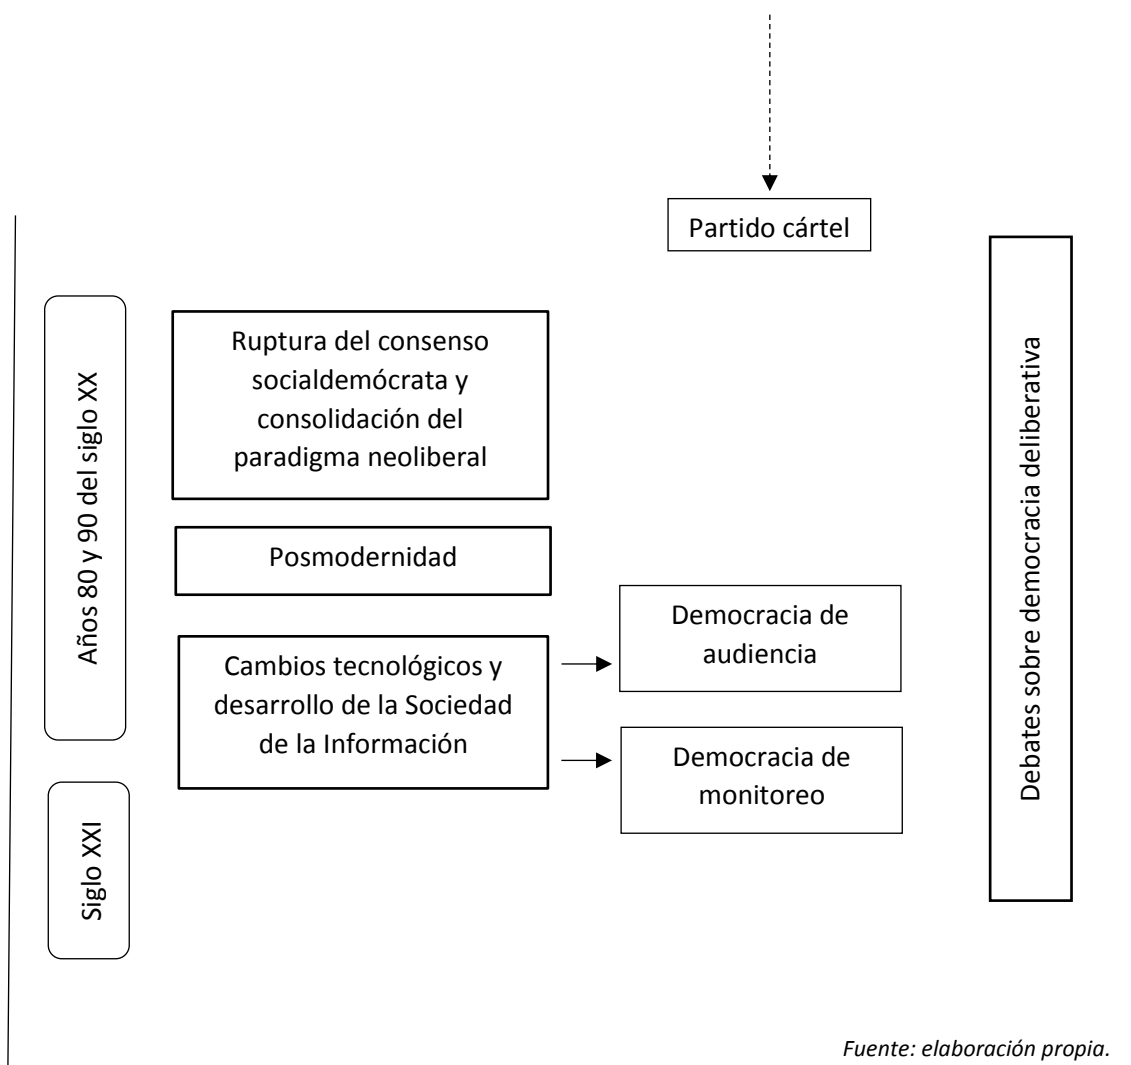 Partido cártel
Años 80 y 90 del siglo XX
Ruptura del consenso
socialdemócrata y
consolidación del
paradigma neoliberal
Posmodernidad
Cambios tecnológicos y
desarrollo de la Sociedad
de la Información
Democracia de
audiencia
Democracia de
monitoreo
Debates sobre democracia deliberativa
Siglo XXI
Fuente: elaboración propia.